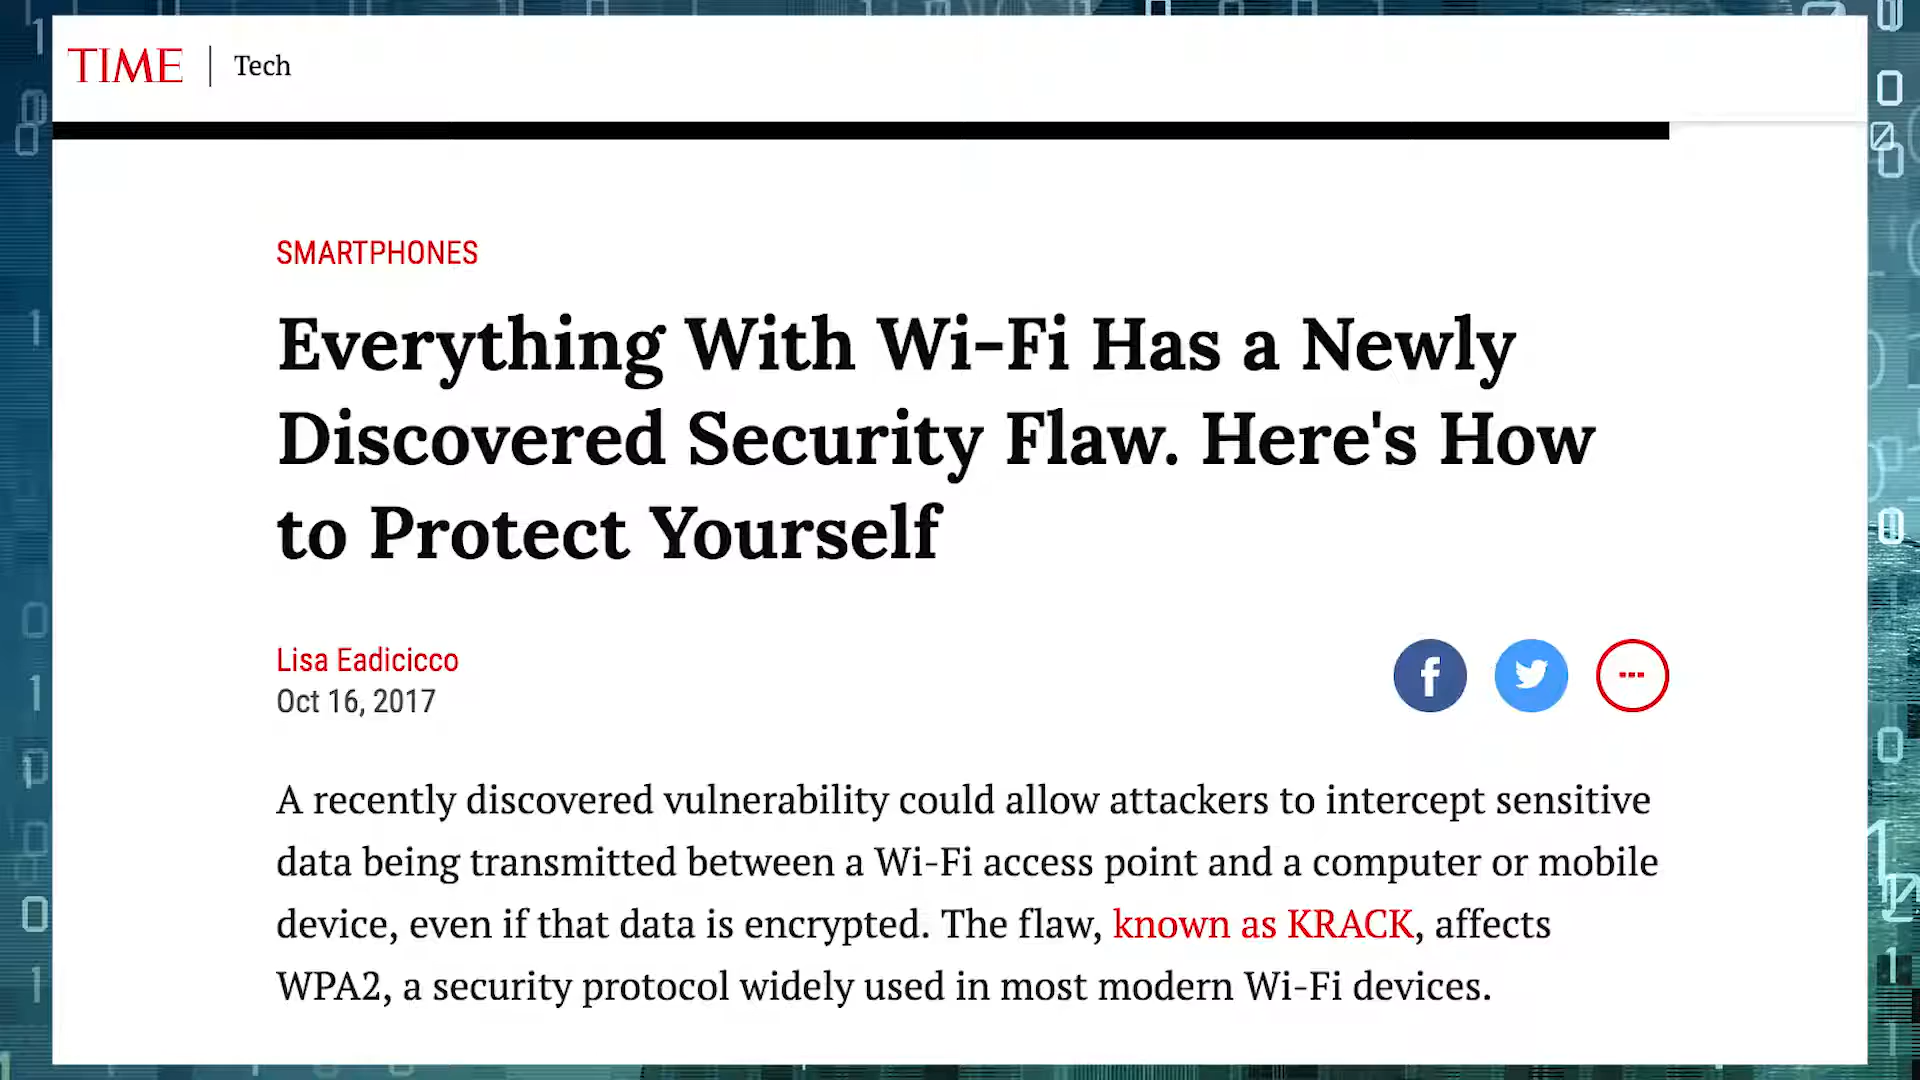 TIME | Tech
SMARTPHONES
Everything With Wi-Fi Has a Newly
Discovered Security Flaw. Here's How
to Protect Yourself
Lisa Eadicicco
Oct 16, 2017
A recently discovered vulnerability could allow attackers to intercept sensitive
data being transmitted between a Wi-Fi access point and a computer or mobile
device, even if that data is encrypted. The flaw, known as KRACK, affects
WPA2, a security protocol widely used in most modern Wi-Fi devices.